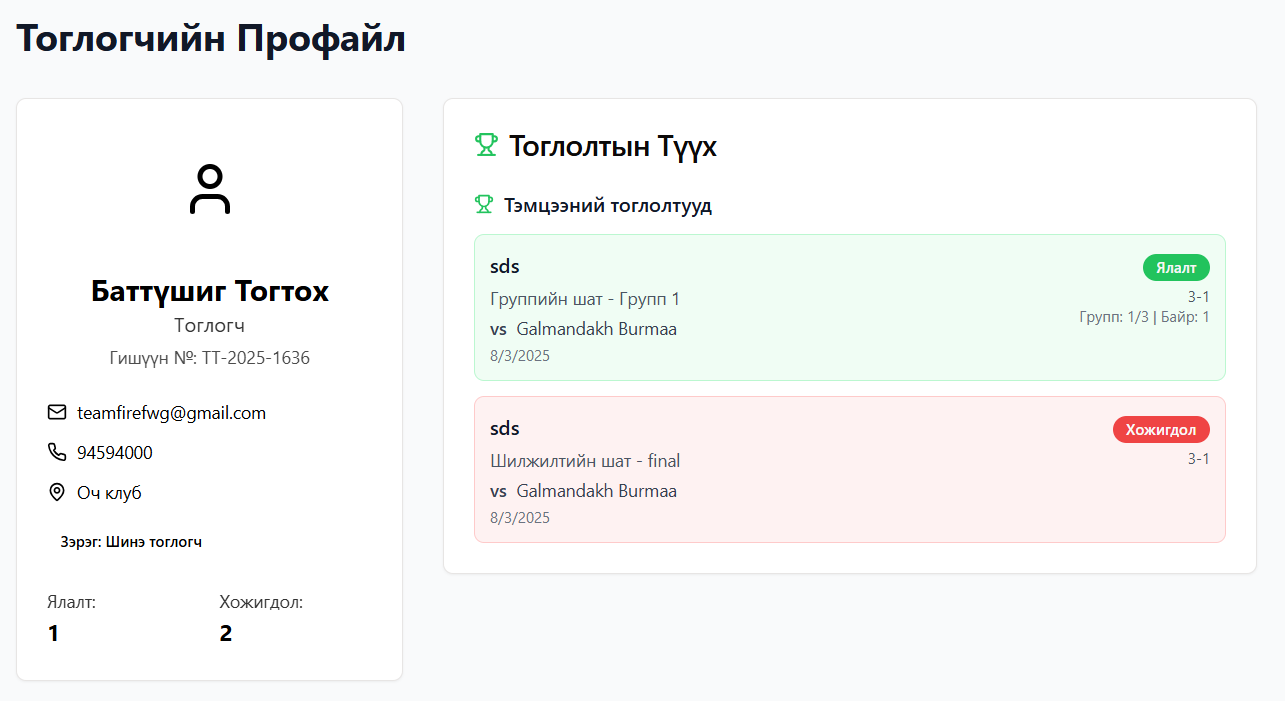 Тоглогчийн Профайл
Баттүшиг Тогтох
Тоглогч
Гишүүн №: TT-2025-1636
teamfirefwg@gmail.com
94594000
Оч клуб
Зэрэг: Шинэ тоглогч
Ялалт: Хожигдол:
1 2
Тоглолтын Түүх
Тэмцээний тоглолтууд
sds Ялалт
Группийн шат - Групп 1 3-1
Групп: 1/3 | Байр: 1
vs Galmandakh Burmaa
8/3/2025
sds Хожигдол
Шилжилтийн шат - final 3-1
vs Galmandakh Burmaa
8/3/2025